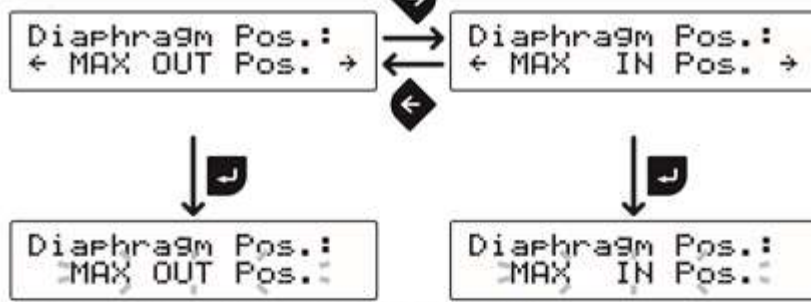 Diaphragm Pos.:
← MAX OUT Pos. →
Diaphragm Pos.:
← MAX IN Pos. →
Diaphragm Pos.:
MAX OUT Pos.
Diaphragm Pos.:
MAX IN Pos.